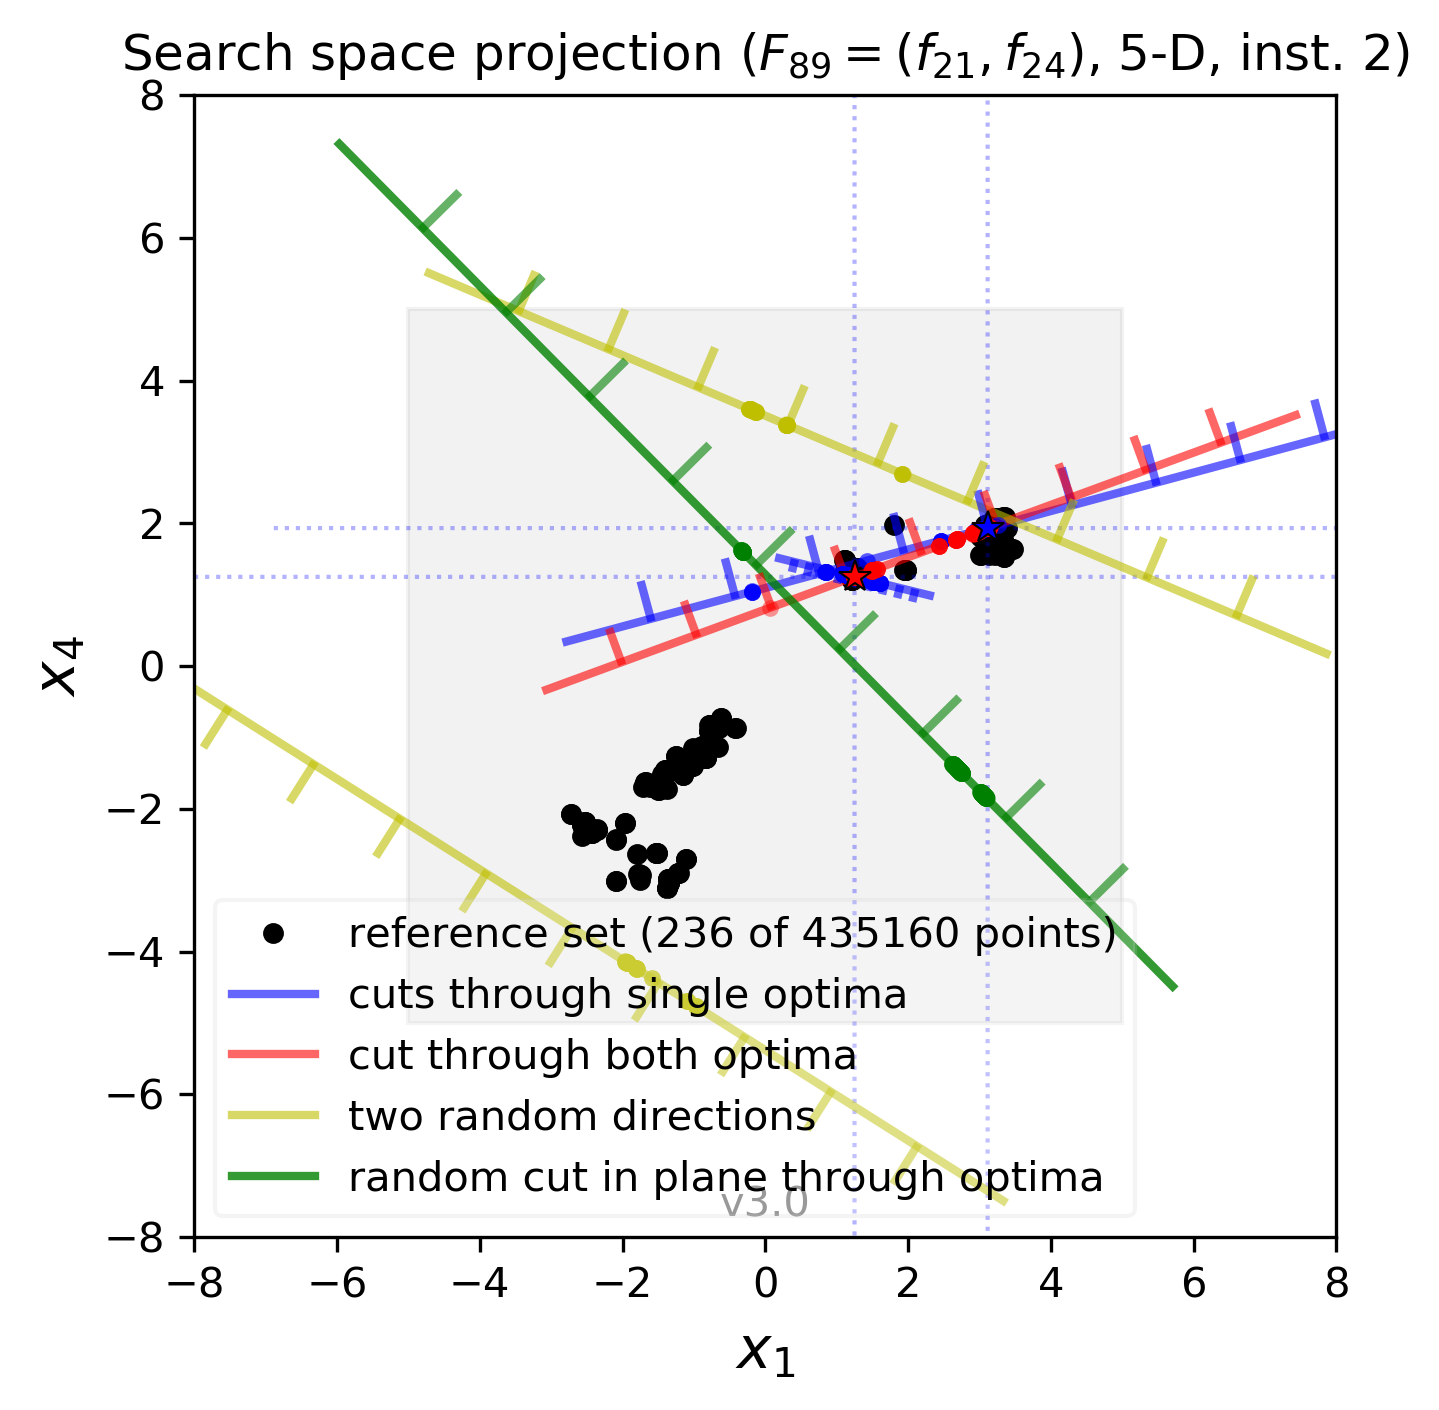 Search space projection (F₈₉ = (f₂₁, f₂₄), 5-D, inst. 2)
8
6
4
2
0
−2
−4
−6
−8
x₄
reference set (236 of 435160 points)
cuts through single optima
cut through both optima
two random directions
random cut in plane through optima
v3.0
−8 −6 −4 −2 0 2 4 6 8
x₁